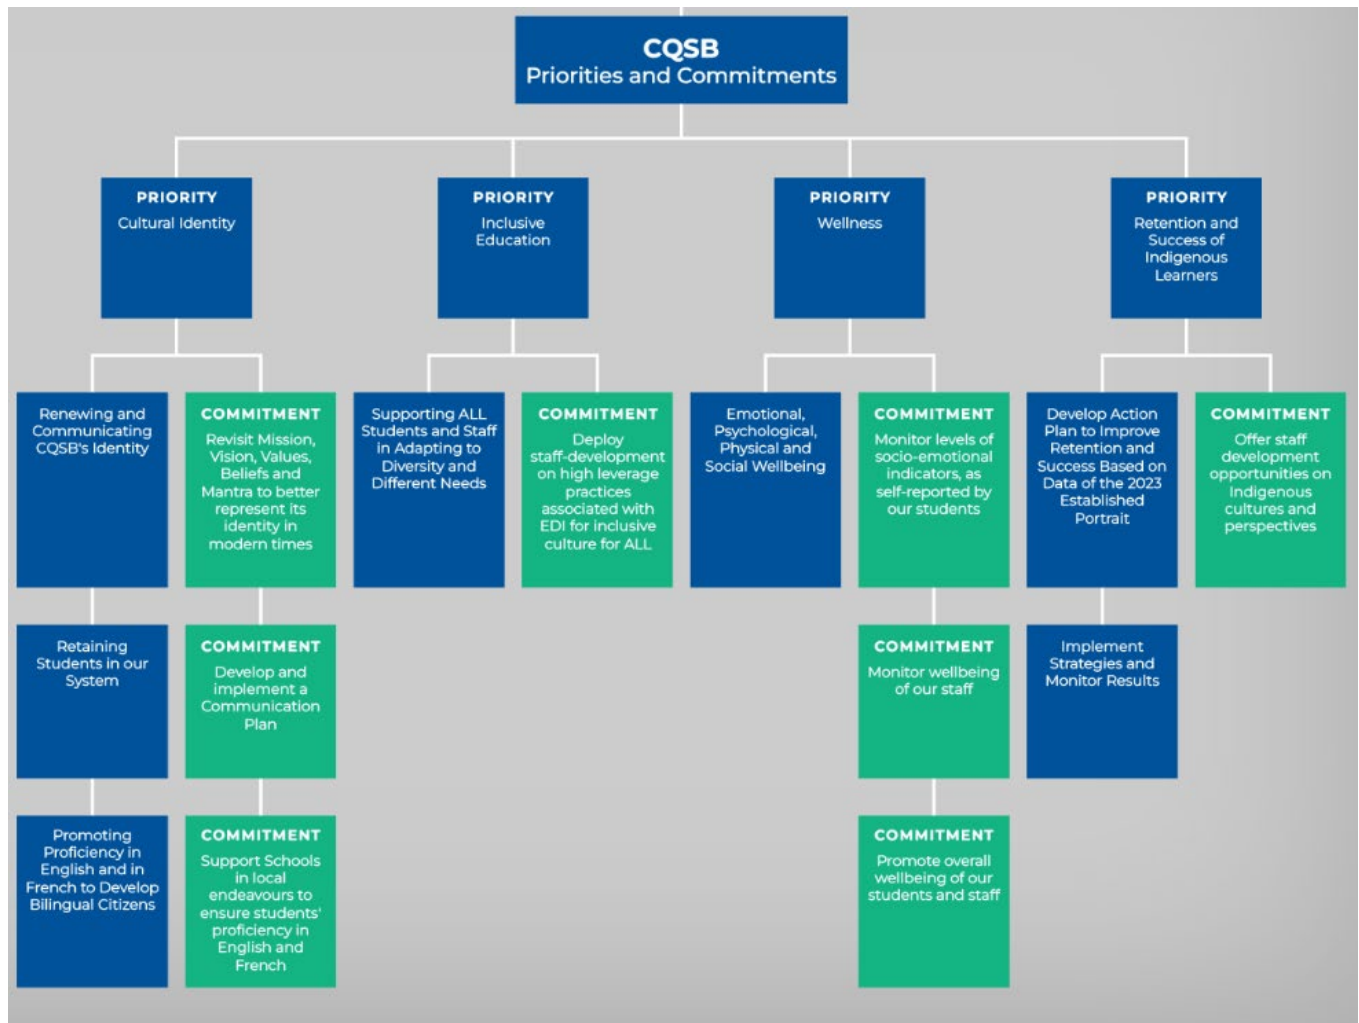 CQSB
Priorities and Commitments
PRIORITY
Cultural Identity
PRIORITY
Inclusive
Education
PRIORITY
Wellness
PRIORITY
Retention and
Success of
Indigenous
Learners
Renewing and
Communicating
CQSB's Identity
COMMITMENT
Revisit Mission,
Vision, Values,
Beliefs and
Mantra to better
represent its
identity in
modern times
Supporting ALL
Students and Staff
in Adapting to
Diversity and
Different Needs
COMMITMENT
Deploy
staff-development
on high leverage
practices
associated with
EDI for inclusive
culture for ALL
Emotional,
Psychological,
Physical and
Social Wellbeing
COMMITMENT
Monitor levels of
socio-emotional
indicators, as
self-reported by
our students
Develop Action
Plan to Improve
Retention and
Success Based on
Data of the 2023
Established
Portrait
COMMITMENT
Offer staff
development
opportunities on
Indigenous
cultures and
perspectives
Retaining
Students in our
System
COMMITMENT
Develop and
implement a
Communication
Plan
COMMITMENT
Monitor wellbeing
of our staff
Implement
Strategies and
Monitor Results
Promoting
Proficiency in
English and in
French to Develop
Bilingual Citizens
COMMITMENT
Support Schools
in local
endeavours to
ensure students'
proficiency in
English and
French
COMMITMENT
Promote overall
wellbeing of our
students and staff